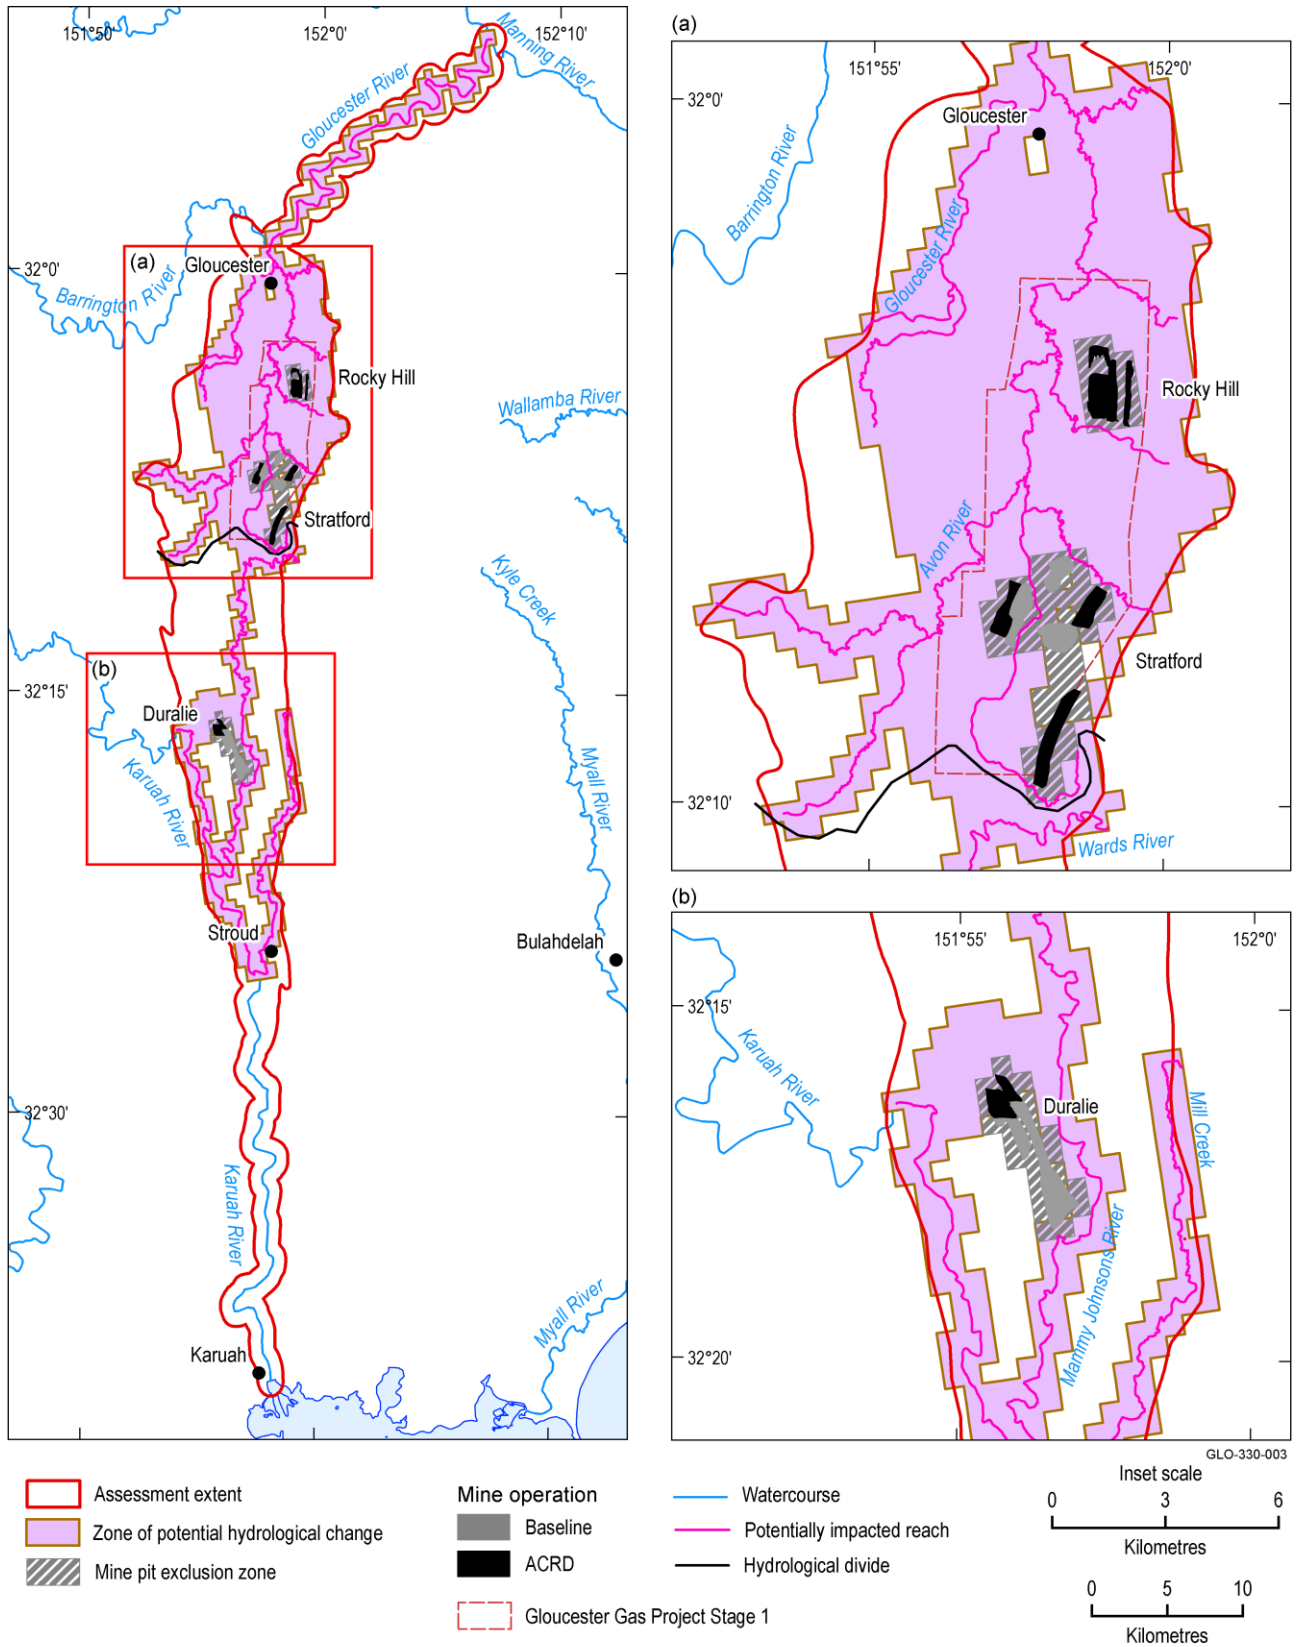 151°50'
152°0'
152°10'
Manning River
Gloucester River
(a)
Gloucester
32°0'
Barrington River
Rocky Hill
Wallamba River
Stratford
Kyle Creek
(b)
32°15'
Duralie
Karuah River
Myall River
Stroud
Bulahdelah
32°30'
Karuah River
Karuah
Myall River
(a)
151°55'
152°0'
32°0'
Gloucester
Barrington River
Gloucester River
Rocky Hill
Avon River
Stratford
32°10'
Wards River
(b)
151°55'
152°0'
32°15'
Karuah River
Duralie
Mill Creek
Mammy Johnsons River
32°20'
GLO-330-003
Assessment extent
Zone of potential hydrological change
Mine pit exclusion zone
Mine operation
Baseline
ACRD
Gloucester Gas Project Stage 1
Watercourse
Potentially impacted reach
Hydrological divide
Inset scale
0 3 6
Kilometres
0 5 10
Kilometres